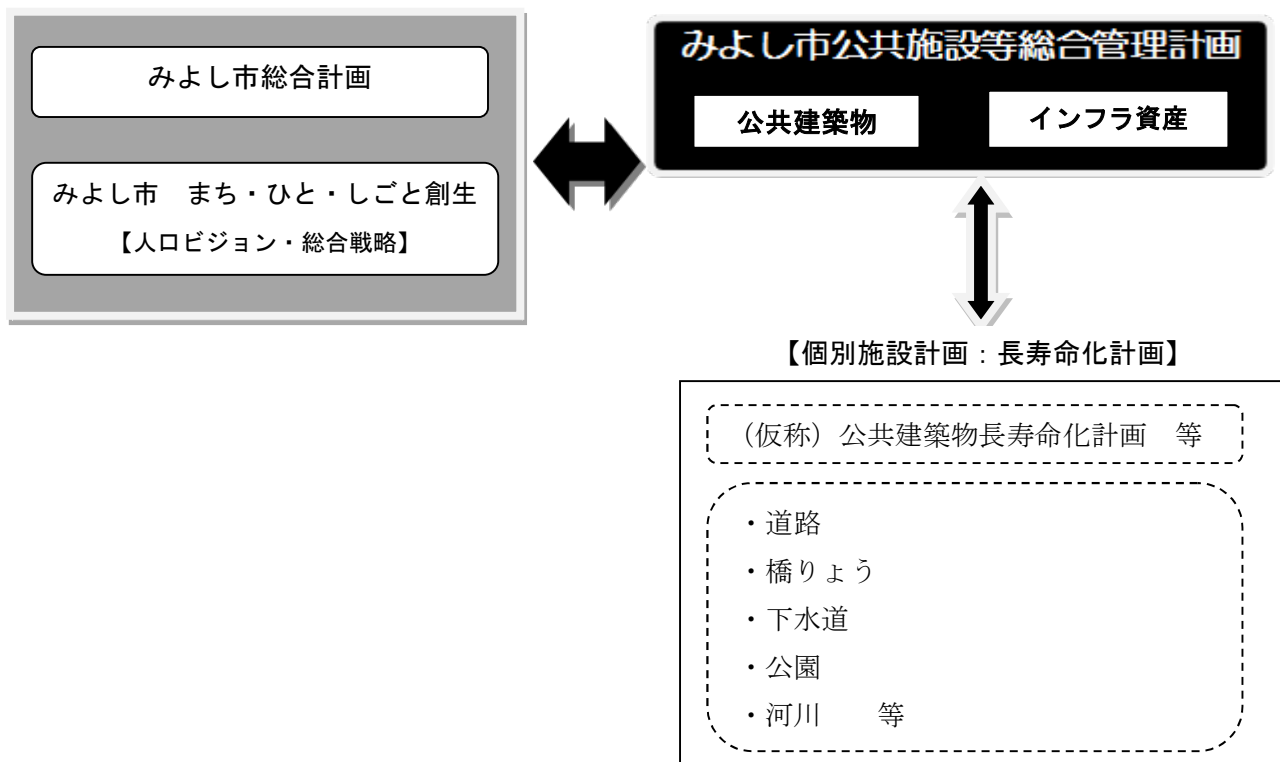 みよし市総合計画
みよし市　まち・ひと・しごと創生
【人口ビジョン・総合戦略】
みよし市公共施設等総合管理計画
公共建築物
インフラ資産
【個別施設計画：長寿命化計画】
（仮称）公共建築物長寿命化計画　等
・道路
・橋りょう
・下水道
・公園
・河川　　等